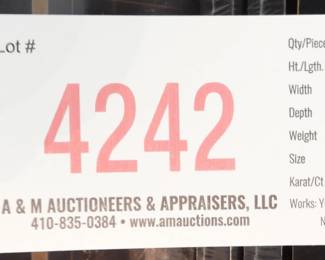 Lot #
4242
A & M AUCTIONEERS & APPRAISERS, LLC
410-835-0384 • www.amauctions.com
Qty/Piece
Ht./Lgth.
Width
Depth
Weight
Size
Karat/Ct
Works: Y
N